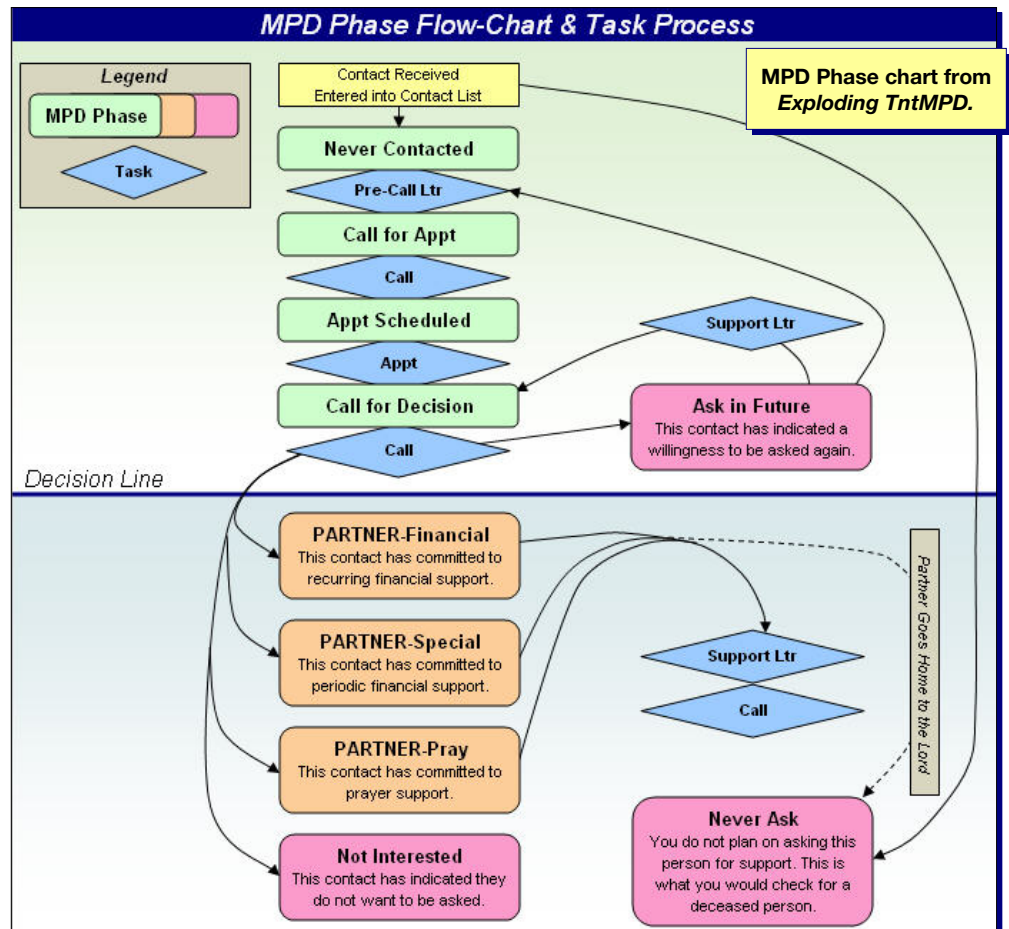 MPD Phase Flow-Chart & Task Process
Legend
MPD Phase
Task
Contact Received
Entered into Contact List
MPD Phase chart from
Exploding TntMPD.
Never Contacted
Pre-Call Ltr
Call for Appt
Call
Appt Scheduled
Appt
Call for Decision
Call
Support Ltr
Ask in Future
This contact has indicated a
willingness to be asked again.
Decision Line
PARTNER-Financial
This contact has committed to
recurring financial support.
PARTNER-Special
This contact has committed to
periodic financial support.
PARTNER-Pray
This contact has committed to
prayer support.
Not Interested
This contact has indicated they
do not want to be asked.
Support Ltr
Call
Partner Goes Home to the Lord
Never Ask
You do not plan on asking this
person for support. This is
what you would check for a
deceased person.